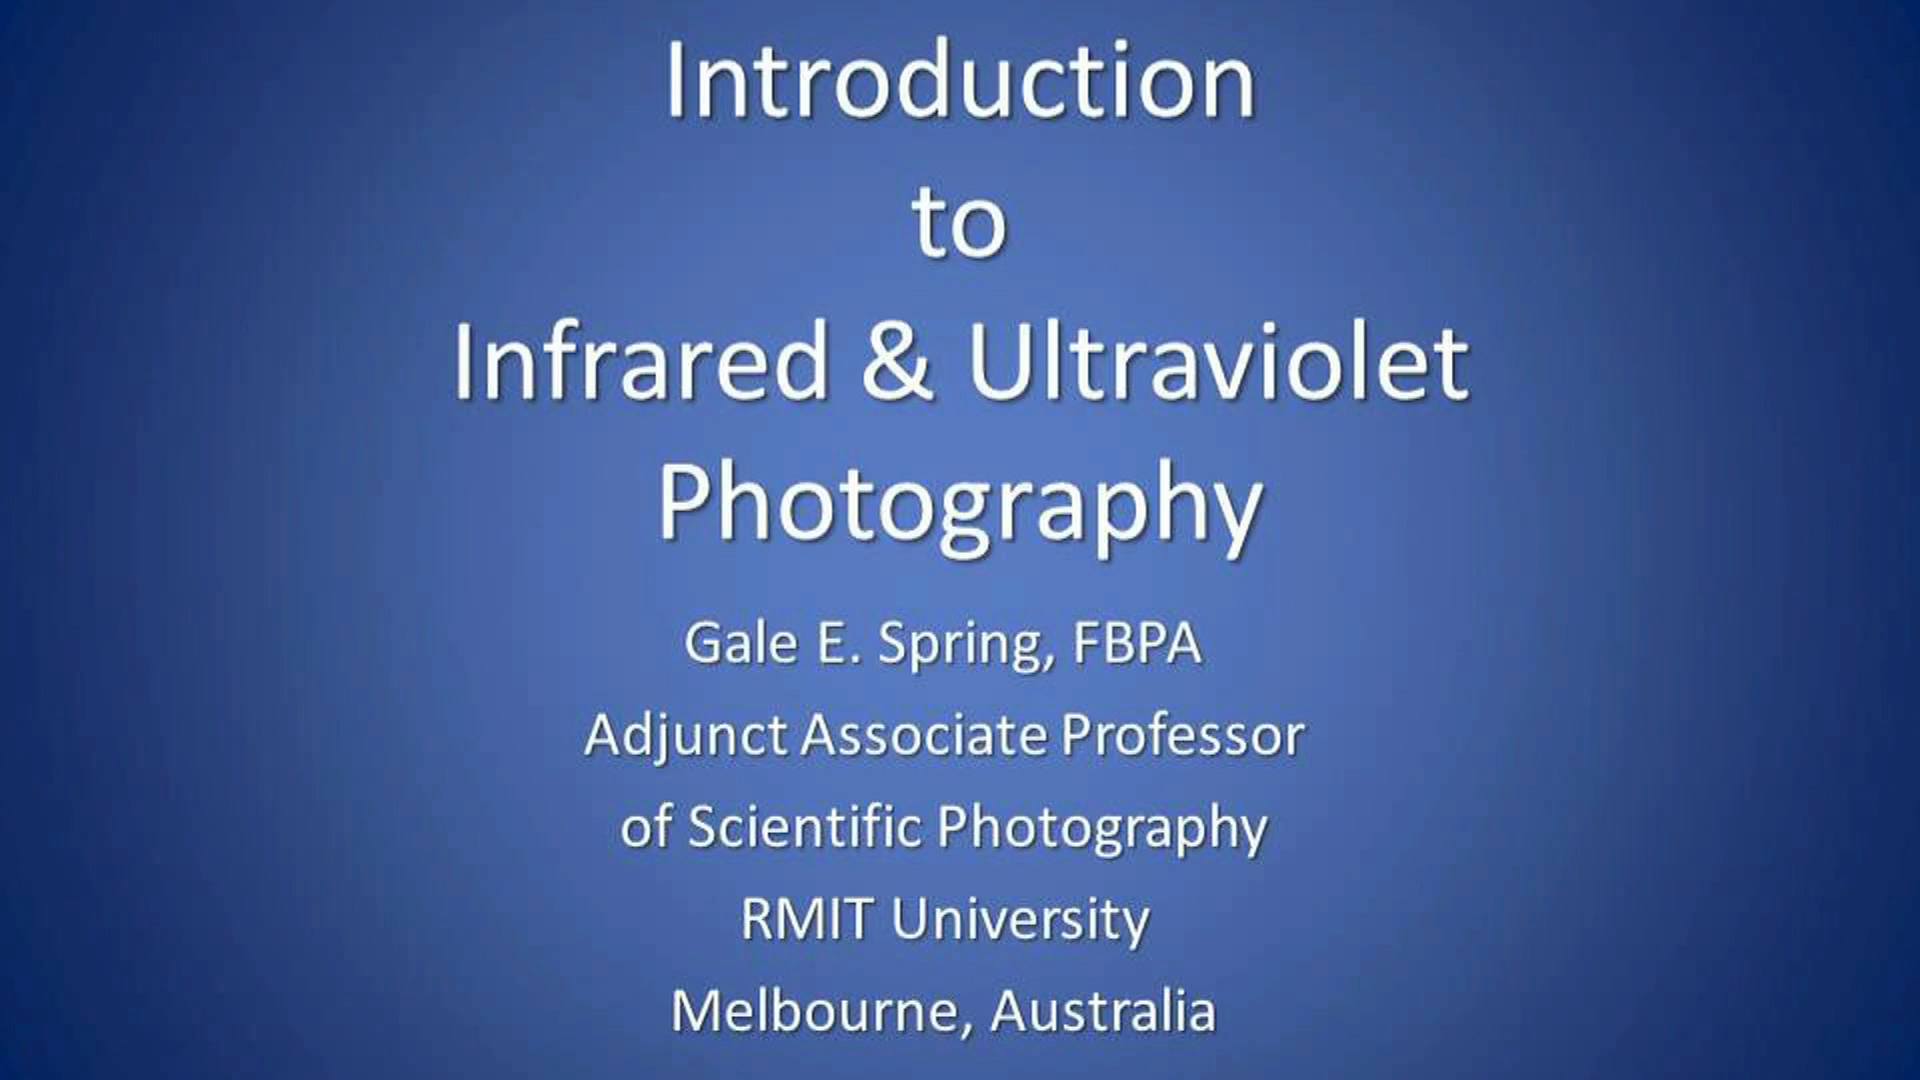 Introduction
to
Infrared & Ultraviolet
Photography
Gale E. Spring, FBPA
Adjunct Associate Professor
of Scientific Photography
RMIT University
Melbourne, Australia